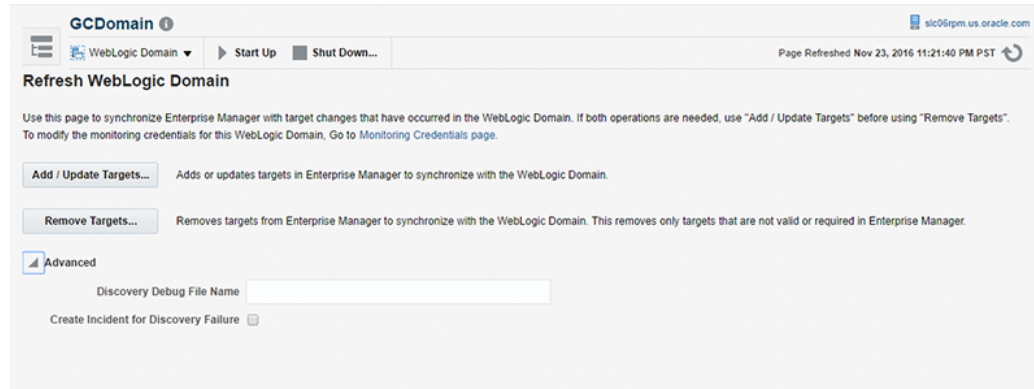 GCDomain
slc06rpm.us.oracle.com
WebLogic Domain Start Up Shut Down...
Page Refreshed Nov 23, 2016 11:21:40 PM PST
Refresh WebLogic Domain
Use this page to synchronize Enterprise Manager with target changes that have occurred in the WebLogic Domain. If both operations are needed, use "Add / Update Targets" before using "Remove Targets".
To modify the monitoring credentials for this WebLogic Domain, Go to Monitoring Credentials page.
Add / Update Targets... Adds or updates targets in Enterprise Manager to synchronize with the WebLogic Domain.
Remove Targets... Removes targets from Enterprise Manager to synchronize with the WebLogic Domain. This removes only targets that are not valid or required in Enterprise Manager.
Advanced
Discovery Debug File Name
Create Incident for Discovery Failure